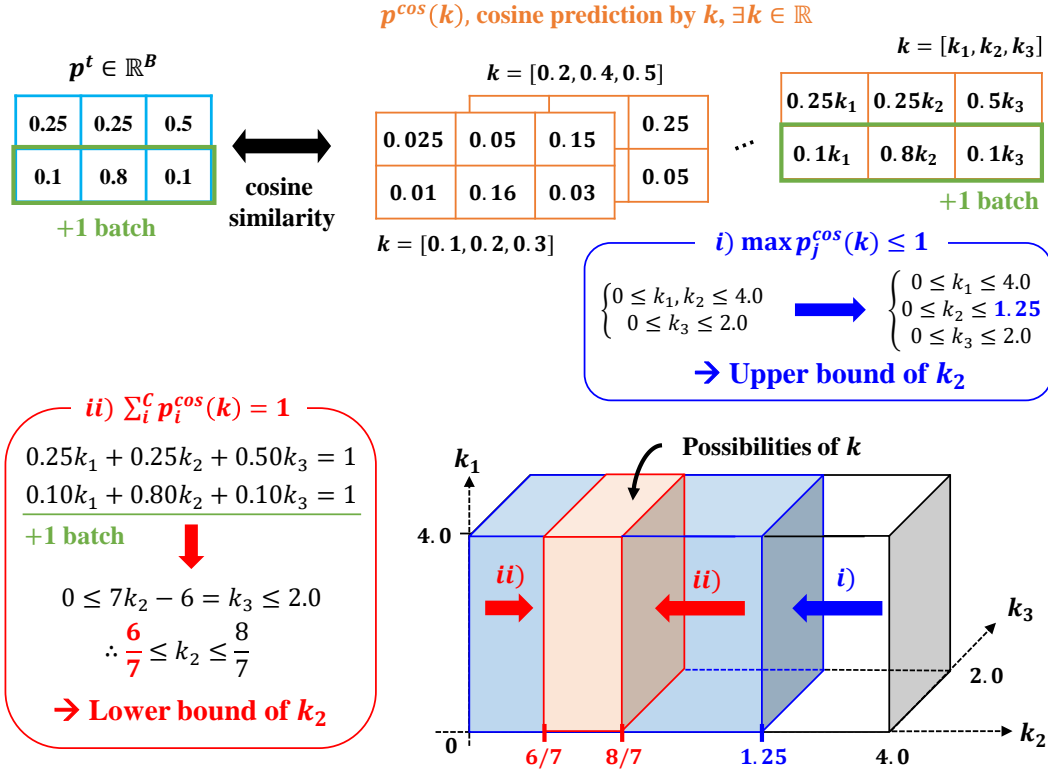 p^cos(k), cosine prediction by k, ∃k ∈ ℝ
p^t ∈ ℝ^B
0.25 0.25 0.5
0.1 0.8 0.1
+1 batch
cosine
similarity
k = [0.2, 0.4, 0.5]
0.25
0.05
0.025 0.05 0.15
0.01 0.16 0.03
k = [0.1, 0.2, 0.3]
...
k = [k₁, k₂, k₃]
0.25k₁ 0.25k₂ 0.5k₃
0.1k₁ 0.8k₂ 0.1k₃
+1 batch
i) max p_j^cos(k) ≤ 1
0 ≤ k₁, k₂ ≤ 4.0
0 ≤ k₃ ≤ 2.0
0 ≤ k₁ ≤ 4.0
0 ≤ k₂ ≤ 1.25
0 ≤ k₃ ≤ 2.0
→ Upper bound of k₂
ii) ∑_i^C p_i^cos(k) = 1
0.25k₁ + 0.25k₂ + 0.50k₃ = 1
0.10k₁ + 0.80k₂ + 0.10k₃ = 1
+1 batch
0 ≤ 7k₂ − 6 = k₃ ≤ 2.0
∴ 6/7 ≤ k₂ ≤ 8/7
→ Lower bound of k₂
Possibilities of k
k₁
4.0
ii)
ii)
i)
k₃
2.0
0
6/7
8/7
1.25
4.0
k₂